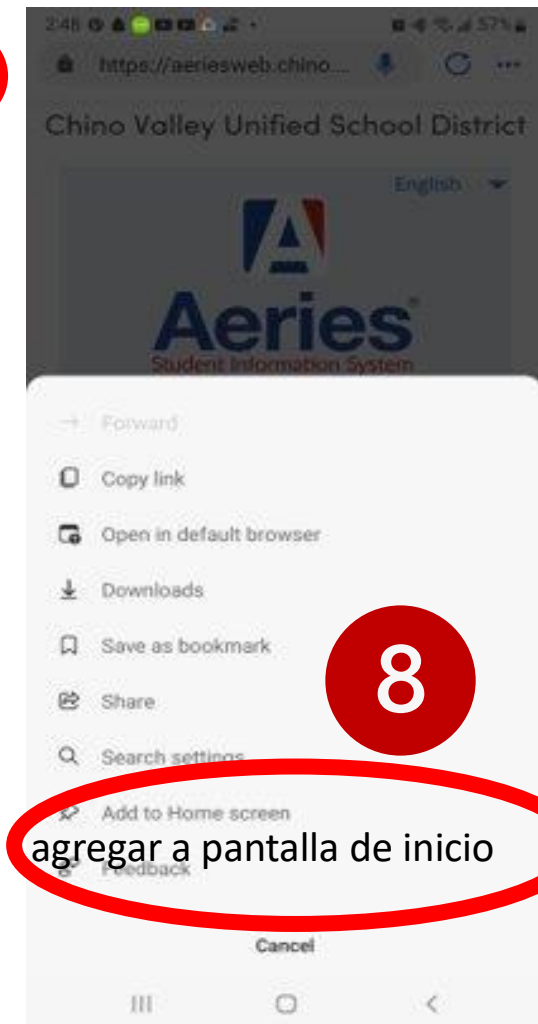 2:48 57%
https://aeriesweb.chino....
Chino Valley Unified School District
English
Aeries
Student Information System
Forward
Copy link
Open in default browser
Downloads
Save as bookmark
8
Share
Search settings
Add to Home screen
agregar a pantalla de inicio
Feedback
Cancel